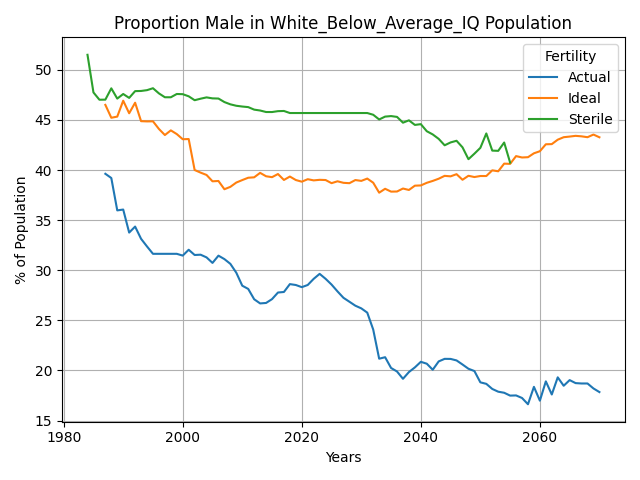 Proportion Male in White_Below_Average_IQ Population
Fertility
Actual
Ideal
Sterile
% of Population
50
45
40
35
30
25
20
15
1980
2000
2020
2040
2060
Years